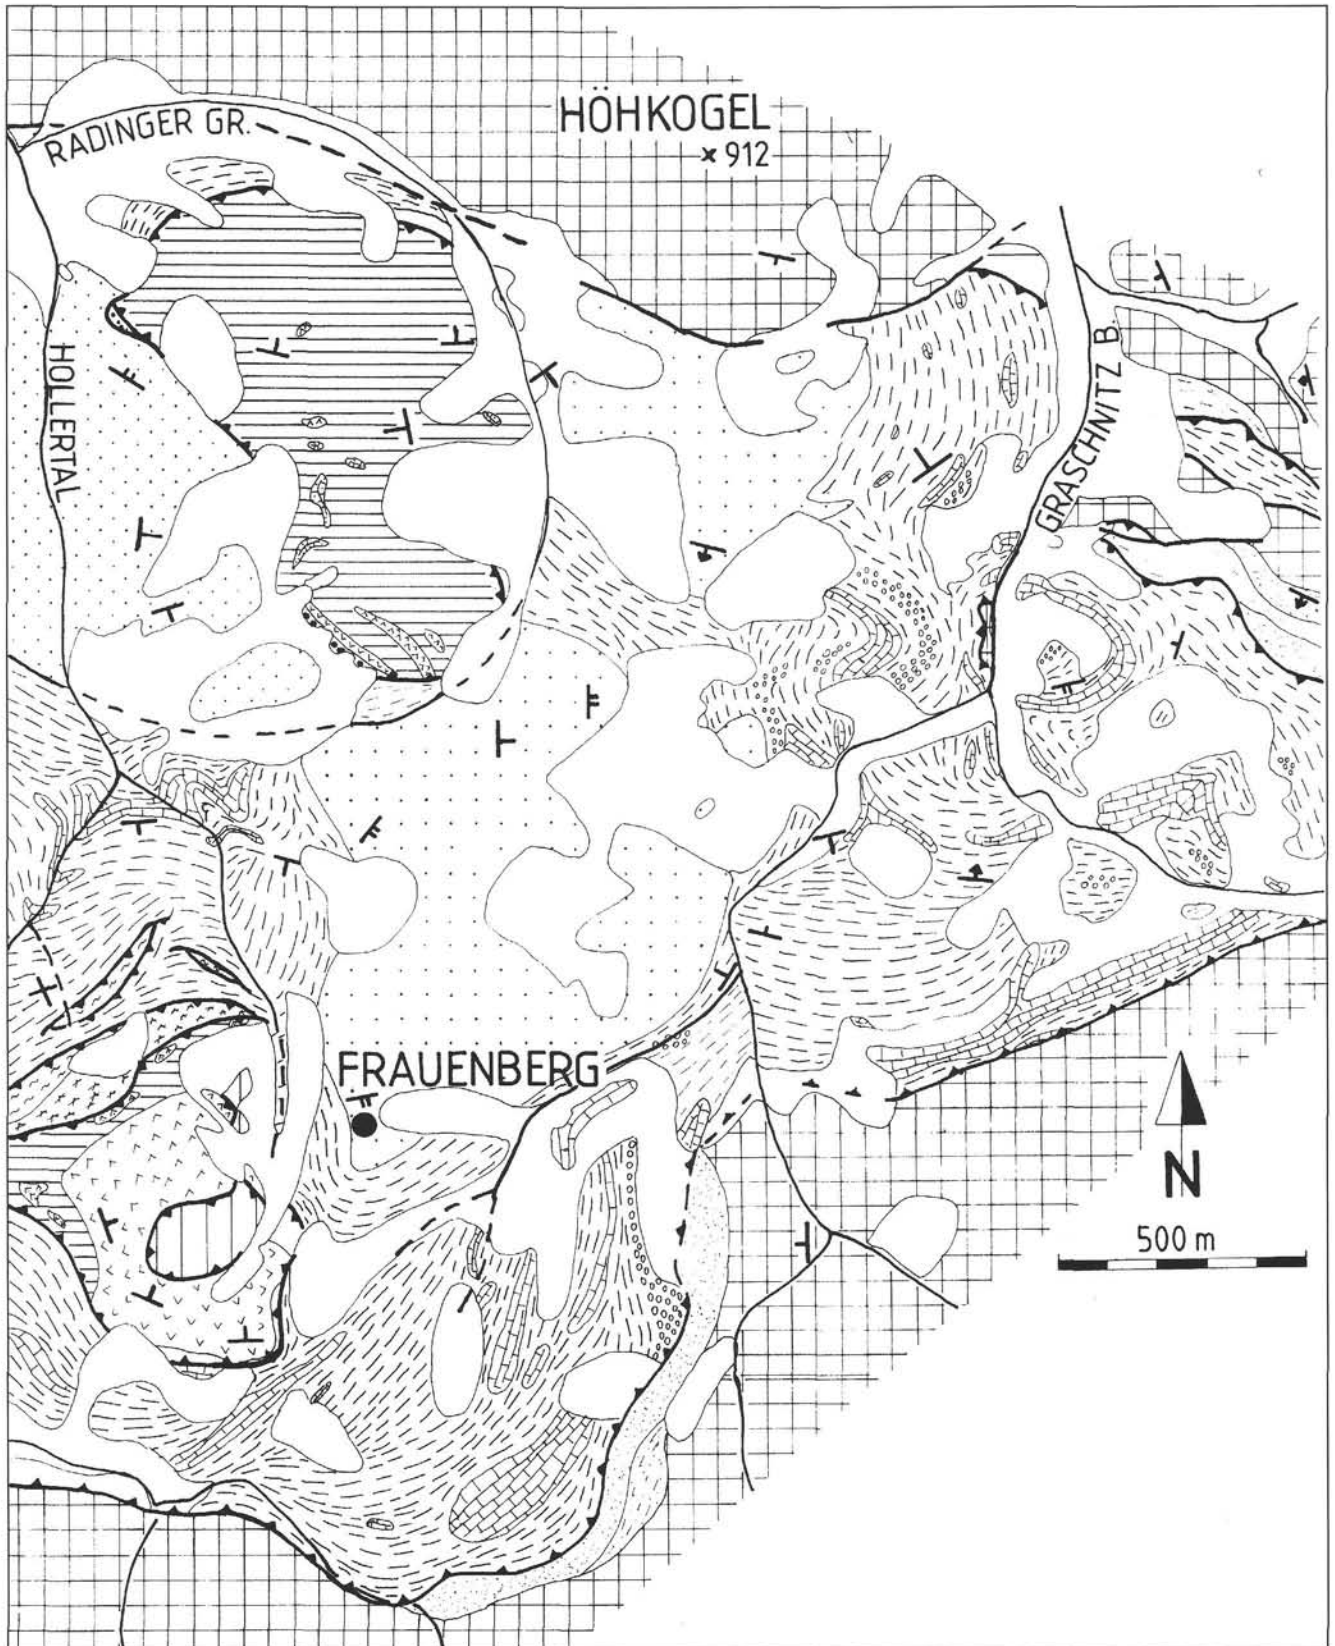 HÖHKOGEL
× 912
RADINGER GR.
HOLLERTAL
GRASCHNITZ B
FRAUENBERG
N
500 m